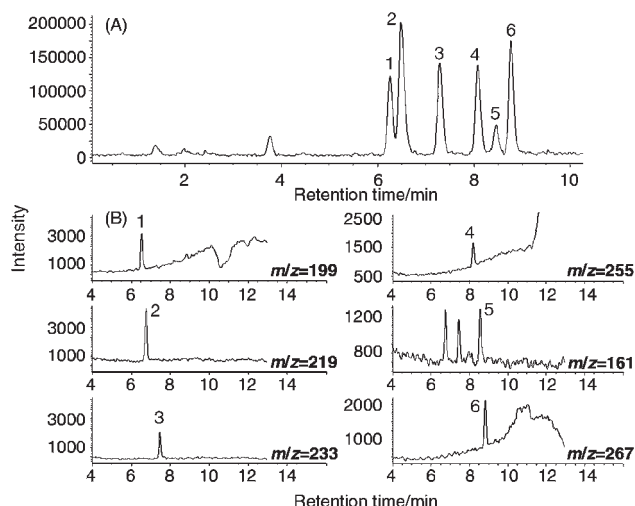 (A)
200000
150000
100000
50000
0
1 2 3 4 5 6
2 4 6 8 10
Retention time/min
Intensity
(B)
1
3000
1000
m/z=199
4 6 8 10 12 14
4
2500
1500
500
m/z=255
4 6 8 10 12 14
2
3000
1000
m/z=219
4 6 8 10 12 14
5
1200
800
m/z=161
4 6 8 10 12 14
3
3000
1000
m/z=233
4 6 8 10 12 14
6
2000
1000
m/z=267
4 6 8 10 12 14
Retention time/min